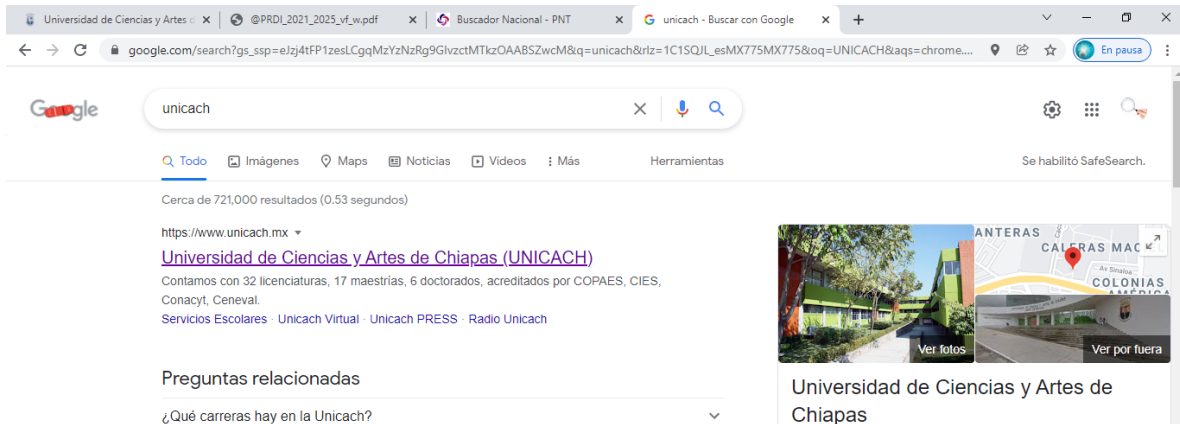 Universidad de Ciencias y Artes d
@PRDI_2021_2025_vf_w.pdf
Buscador Nacional - PNT
unicach - Buscar con Google
google.com/search?gs_ssp=eJzj4tFP1zesLCgqMzYzNzRg9GIvzctMTkzOAABSZwcM&q=unicach&rlz=1C1SQJL_esMX775MX775&oq=UNICACH&aqs=chrome....
En pausa
Google
unicach
Todo
Imágenes
Maps
Noticias
Videos
Más
Herramientas
Se habilitó SafeSearch.
Cerca de 721,000 resultados (0.53 segundos)
https://www.unicach.mx
Universidad de Ciencias y Artes de Chiapas (UNICACH)
Contamos con 32 licenciaturas, 17 maestrías, 6 doctorados, acreditados por COPAES, CIES,
Conacyt, Ceneval.
Servicios Escolares · Unicach Virtual · Unicach PRESS · Radio Unicach
Preguntas relacionadas
¿Qué carreras hay en la Unicach?
ANTERAS
CALERAS MAC
Av Sinaloa
COLONIAS
AMÉRICA
Ver fotos
Ver por fuera
Universidad de Ciencias y Artes de
Chiapas